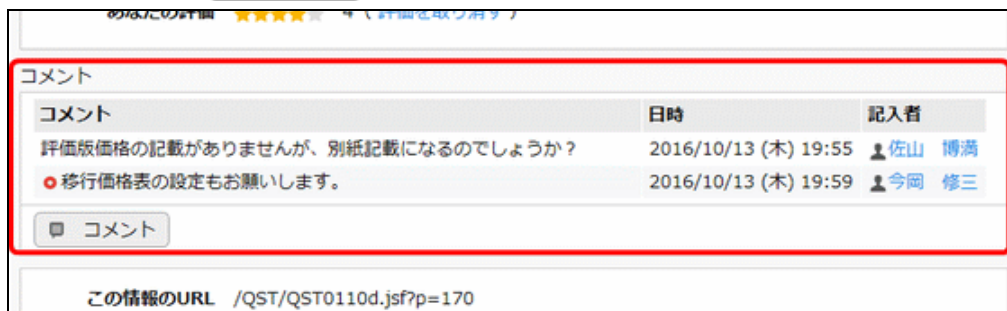 あなたの評価 ★★★★★ 4 ( 評価を取り消す )
コメント
コメント 日時 記入者
評価版価格の記載がありませんが、別紙記載になるのでしょうか？ 2016/10/13 (木) 19:55 佐山 博満
移行価格表の設定もお願いします。 2016/10/13 (木) 19:59 今岡 修三
コメント
この情報のURL /QST/QST0110d.jsf?p=170